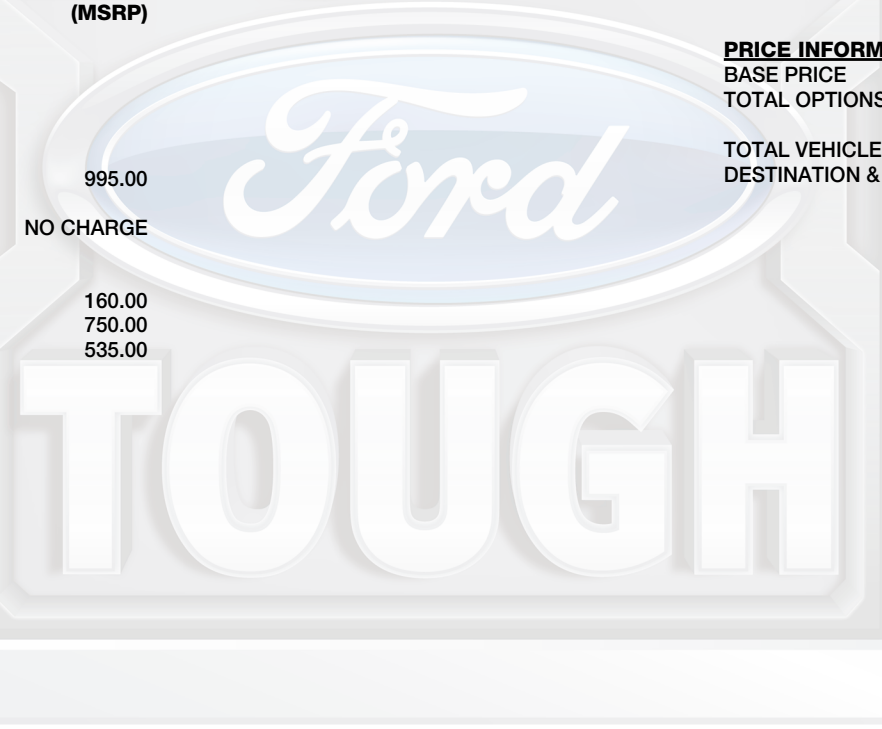 (MSRP)
995.00
NO CHARGE
160.00
750.00
535.00
PRICE INFORM
BASE PRICE
TOTAL OPTIONS
TOTAL VEHICLE
DESTINATION &
Ford
TOUGH